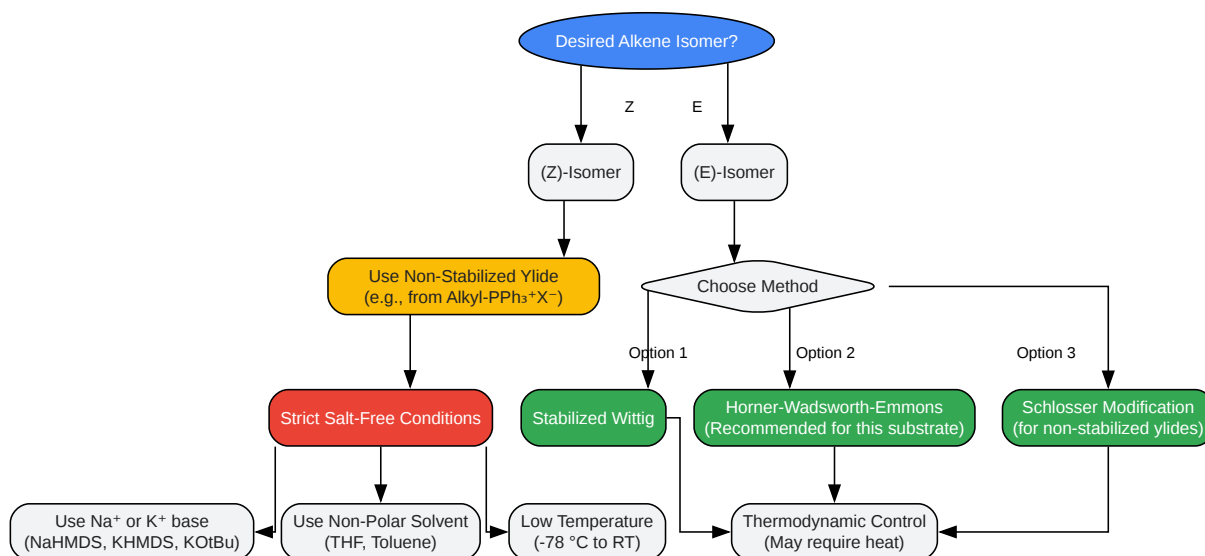 Desired Alkene Isomer?
Z
E
(Z)-Isomer
(E)-Isomer
Use Non-Stabilized Ylide
(e.g., from Alkyl-PPh₃⁺X⁻)
Choose Method
Option 1
Option 2
Option 3
Strict Salt-Free Conditions
Stabilized Wittig
Horner-Wadsworth-Emmons
(Recommended for this substrate)
Schlosser Modification
(for non-stabilized ylides)
Use Na⁺ or K⁺ base
(NaHMDS, KHMDS, KOtBu)
Use Non-Polar Solvent
(THF, Toluene)
Low Temperature
(-78 °C to RT)
Thermodynamic Control
(May require heat)